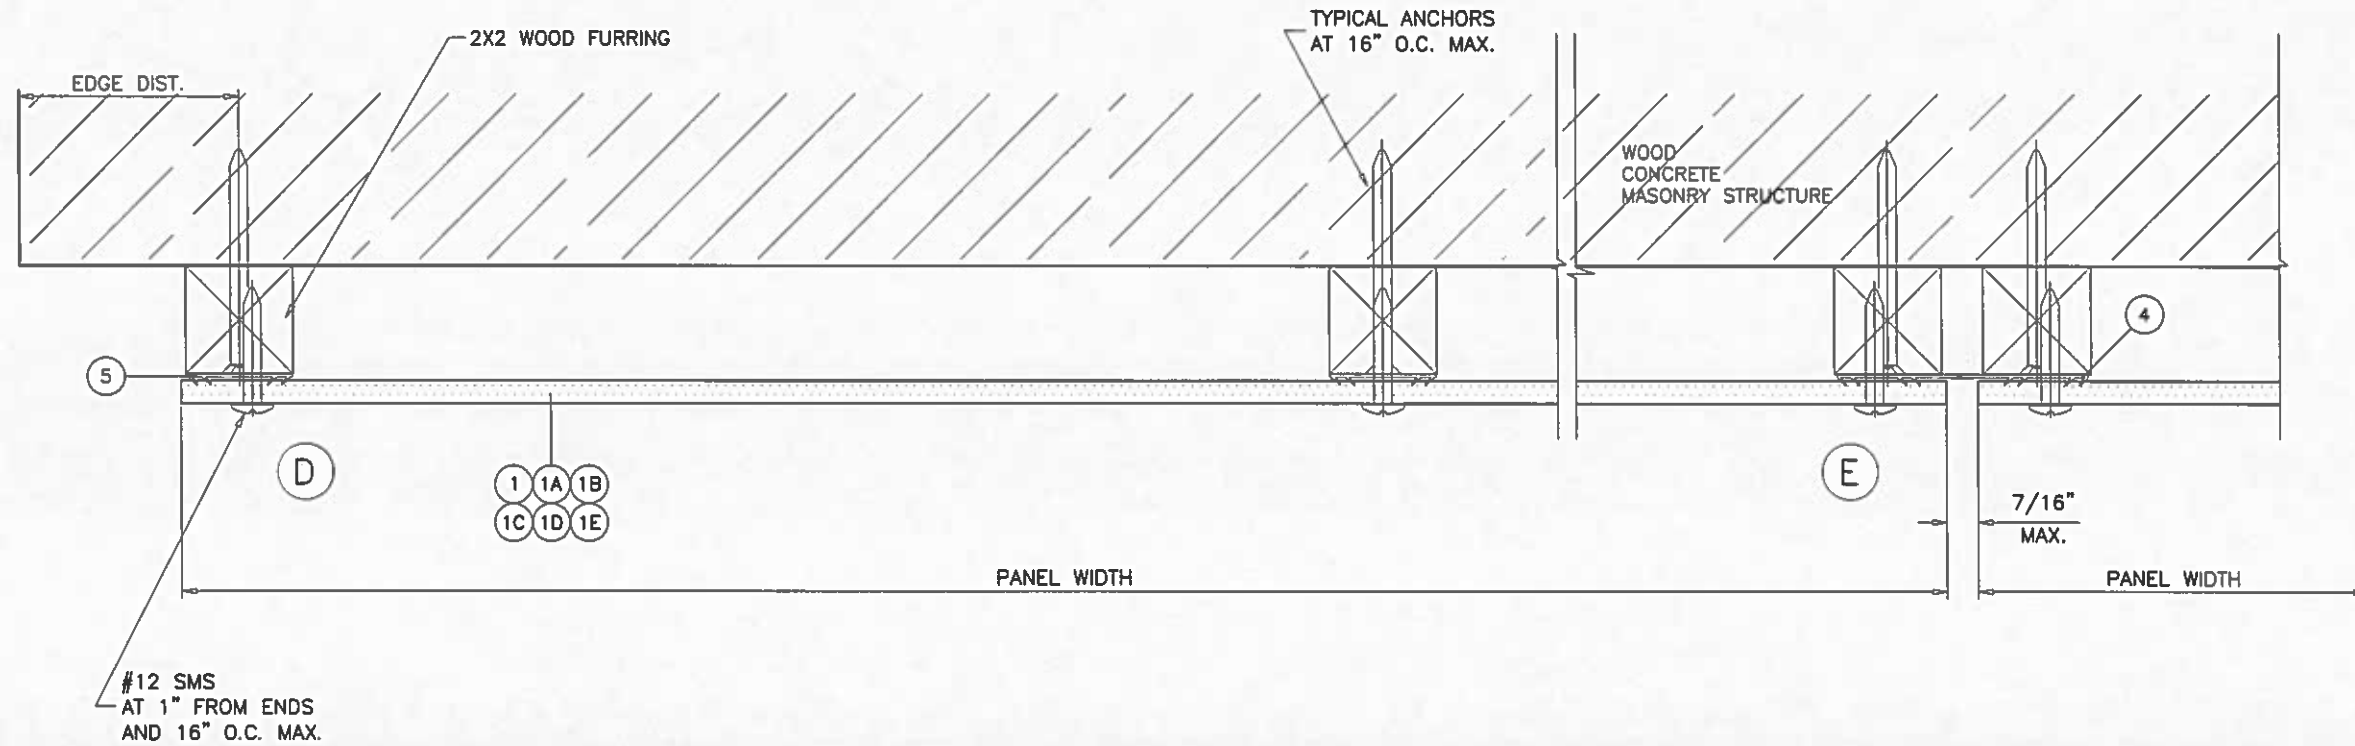 TYPICAL ANCHORS
AT 16" O.C. MAX.
2X2 WOOD FURRING
EDGE DIST.
WOOD
CONCRETE
MASONRY STRUCTURE
4
5
D
E
1 1A 1B
1C 1D 1E
7/16"
MAX.
PANEL WIDTH
PANEL WIDTH
#12 SMS
AT 1" FROM ENDS
AND 16" O.C. MAX.